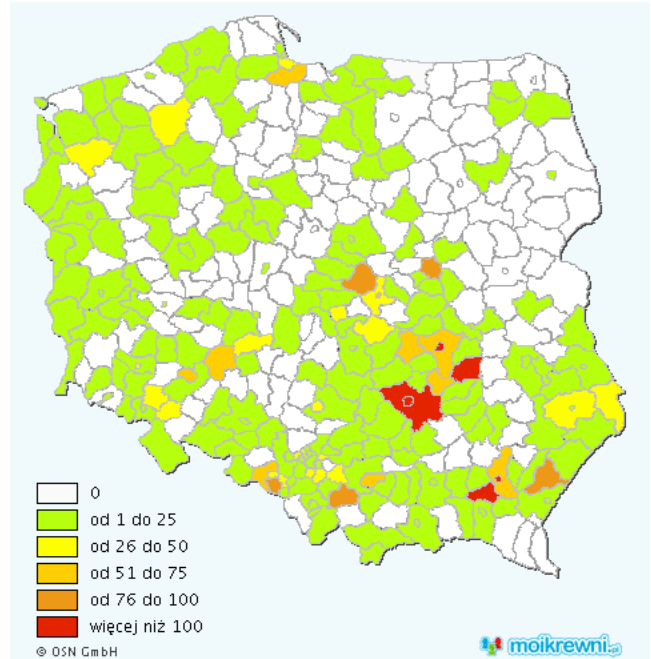 0
od 1 do 25
od 26 do 50
od 51 do 75
od 76 do 100
więcej niż 100
© OSN GmbH
moikrewni.pl